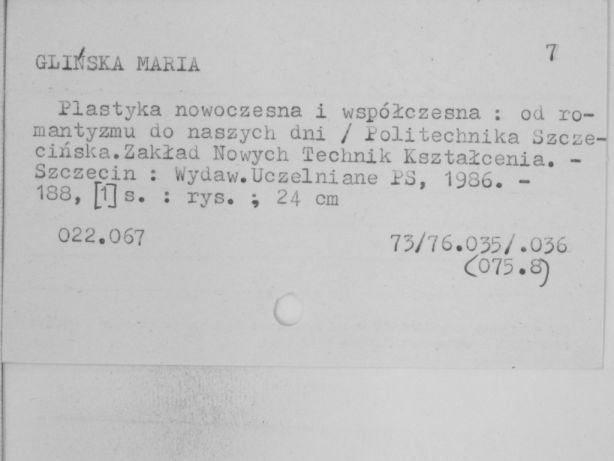 7
GLIŃSKA MARIA
Plastyka nowoczesna i współczesna : od ro-
mantyzmu do naszych dni / Politechnika Szcze-
cińska.Zakład Nowych Technik Kształcenia. -
Szczecin : Wydaw.Uczelniane PS, 1986. -
188, [1] s. : rys. ; 24 cm
022.067
73/76.035/.036
(075.8)